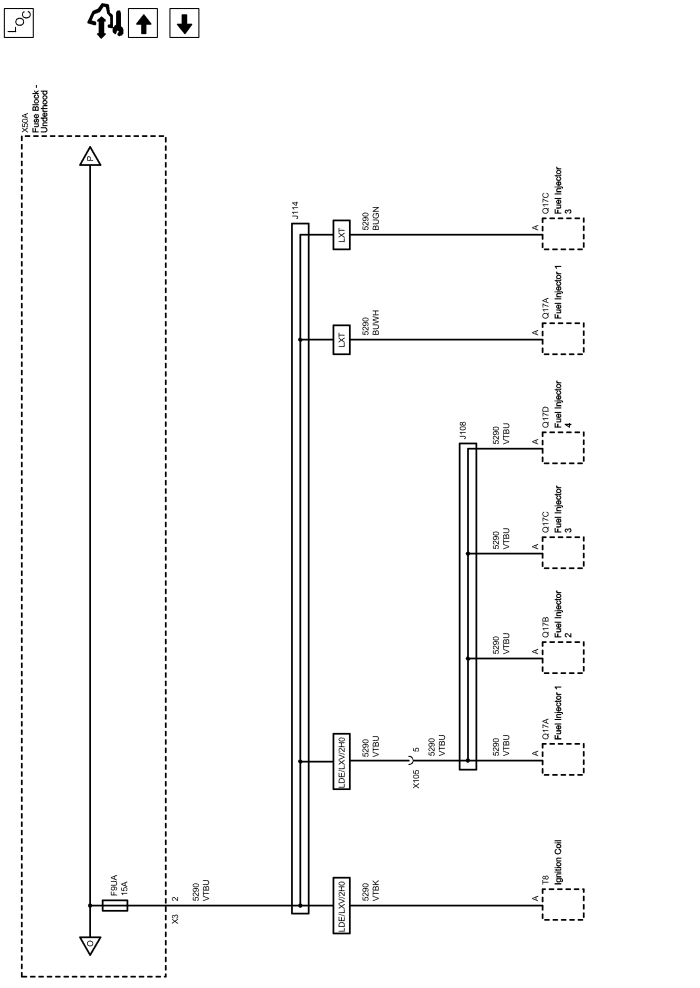 LOC
X50A
Fuse Block -
Underhood
P
O
F9UA
15A
2
X3
5290
VTBU
J114
LDE/LXV/2H0
5290
VTBK
A
T8
Ignition Coil
LDE/LXV/2H0
5290
VTBU
5
X105
5290
VTBU
J108
5290
VTBU
A
Q17A
Fuel Injector 1
5290
VTBU
A
Q17B
Fuel Injector
2
5290
VTBU
A
Q17C
Fuel Injector
3
5290
VTBU
A
Q17D
Fuel Injector
4
LXT
5290
BUWH
A
Q17A
Fuel Injector 1
LXT
5290
BUGN
A
Q17C
Fuel Injector
3